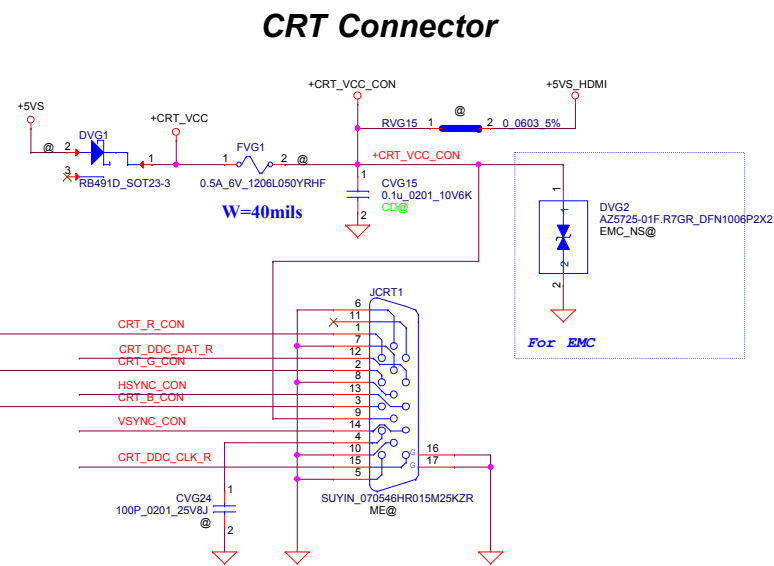 CRT Connector
+CRT_VCC_CON
+5VS_HDMI
+5VS
+CRT_VCC
RVG15 1 @ 2 0_0603_5%
DVG1
@ 2
1
3
RB491D_SOT23-3
FVG1
1 2 @
0.5A_6V_1206L050YRHF
W=40mils
+CRT_VCC_CON
1
CVG15
0.1u_0201_10V6K
CD@
2
1
1
DVG2
AZ5725-01F.R7GR_DFN1006P2X2
EMC_NS@
2
2
For EMC
JCRT1
6
11
CRT_R_CON 1
7
CRT_DDC_DAT_R 12
CRT_G_CON 2
8
HSYNC_CON 13
CRT_B_CON 3
9
VSYNC_CON 14
4
10
CRT_DDC_CLK_R 15
5
G 16
G 17
SUYIN_070546HR015M25KZR
ME@
1
CVG24
100P_0201_25V8J
@
2